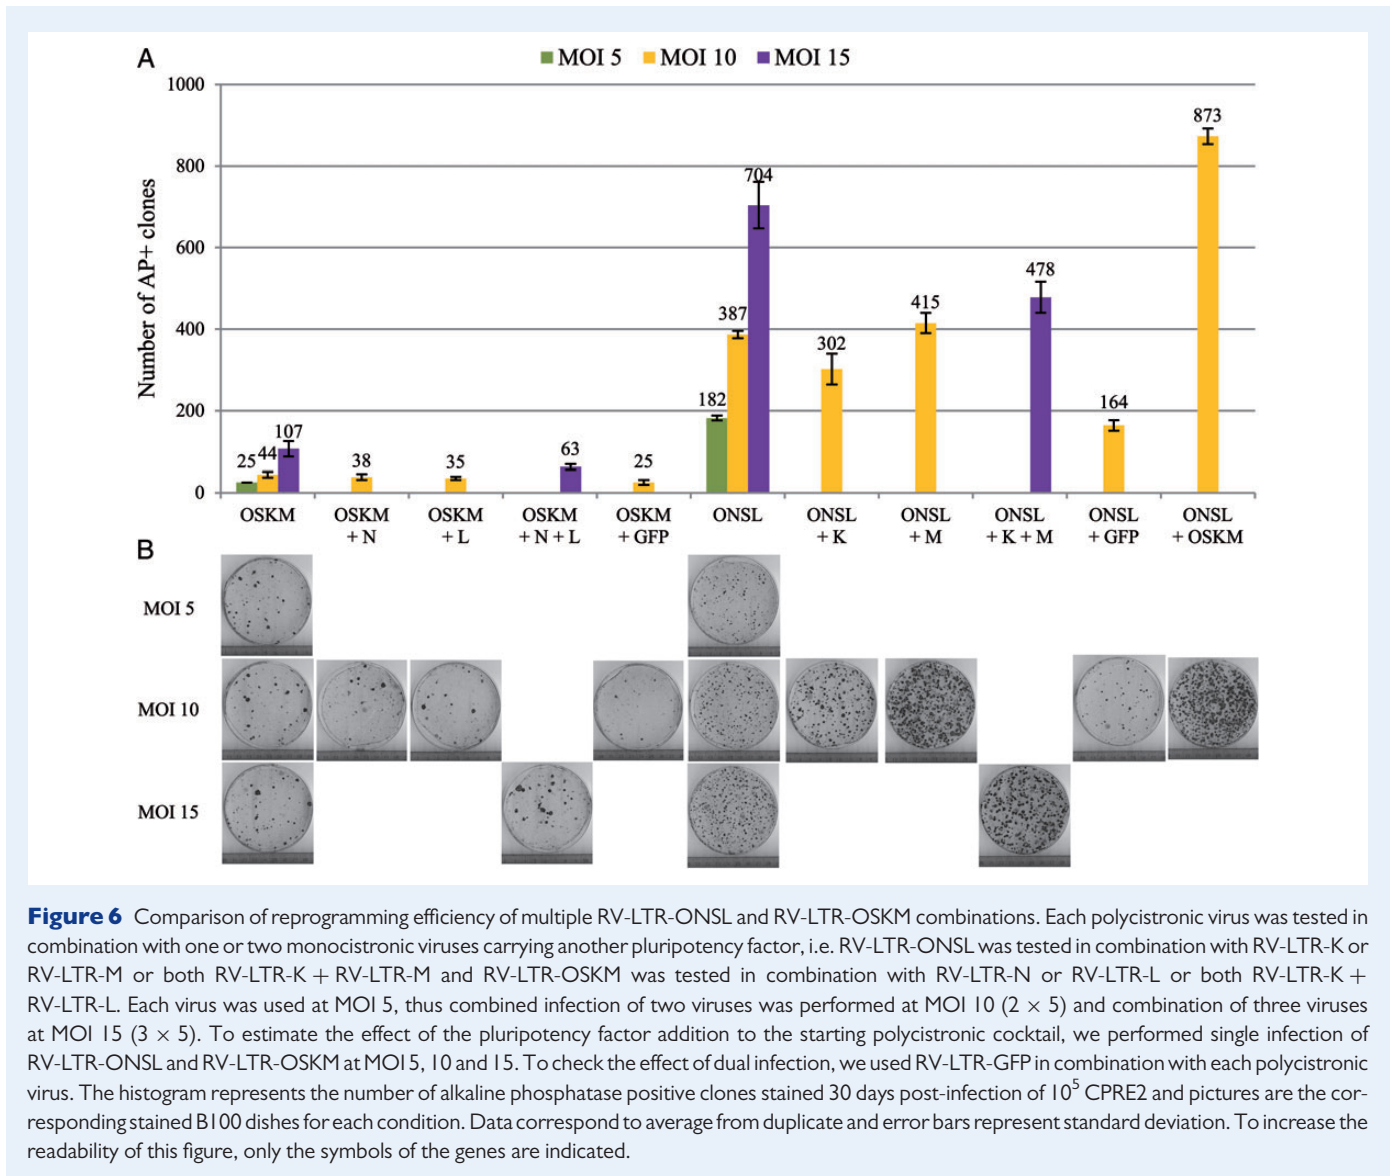 A
MOI 5 MOI 10 MOI 15
Number of AP+ clones
1000
800
600
400
200
0
25 44 107 38 35 63 25 182 387 704 302 415 478 164 873
OSKM OSKM OSKM OSKM OSKM ONSL ONSL ONSL ONSL ONSL ONSL
+ N + L + N + L + GFP + K + M + K + M + GFP + OSKM
B
MOI 5
MOI 10
MOI 15
Figure 6 Comparison of reprogramming efficiency of multiple RV-LTR-ONSL and RV-LTR-OSKM combinations. Each polycistronic virus was tested in
combination with one or two monocistronic viruses carrying another pluripotency factor, i.e. RV-LTR-ONSL was tested in combination with RV-LTR-K or
RV-LTR-M or both RV-LTR-K + RV-LTR-M and RV-LTR-OSKM was tested in combination with RV-LTR-N or RV-LTR-L or both RV-LTR-K +
RV-LTR-L. Each virus was used at MOI 5, thus combined infection of two viruses was performed at MOI 10 (2 × 5) and combination of three viruses
at MOI 15 (3 × 5). To estimate the effect of the pluripotency factor addition to the starting polycistronic cocktail, we performed single infection of
RV-LTR-ONSL and RV-LTR-OSKM at MOI 5, 10 and 15. To check the effect of dual infection, we used RV-LTR-GFP in combination with each polycistronic
virus. The histogram represents the number of alkaline phosphatase positive clones stained 30 days post-infection of 10⁵ CPRE2 and pictures are the cor-
responding stained B100 dishes for each condition. Data correspond to average from duplicate and error bars represent standard deviation. To increase the
readability of this figure, only the symbols of the genes are indicated.